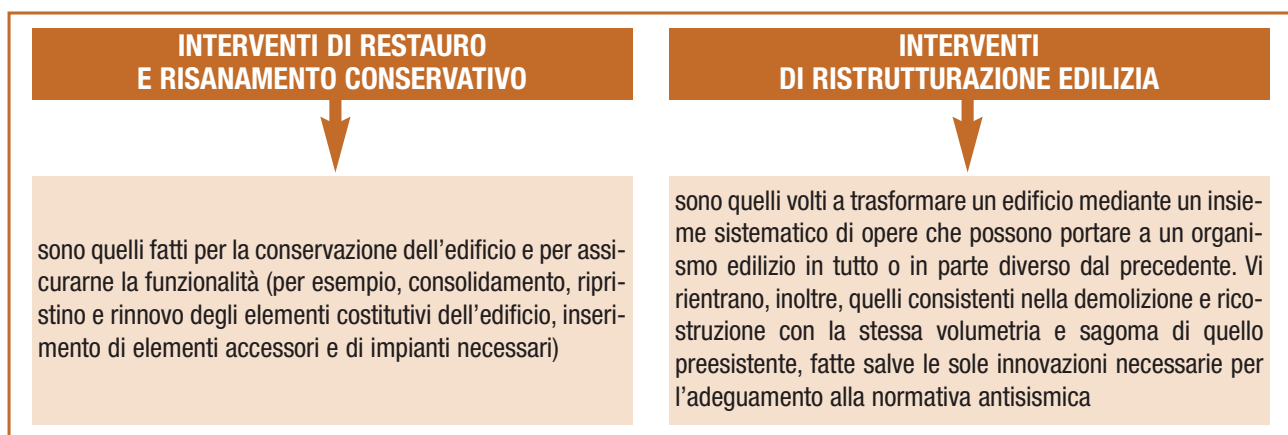 INTERVENTI DI RESTAURO
E RISANAMENTO CONSERVATIVO
sono quelli fatti per la conservazione dell’edificio e per assi-
curarne la funzionalità (per esempio, consolidamento, ripri-
stino e rinnovo degli elementi costitutivi dell’edificio, inseri-
mento di elementi accessori e di impianti necessari)
INTERVENTI
DI RISTRUTTURAZIONE EDILIZIA
sono quelli volti a trasformare un edificio mediante un insie-
me sistematico di opere che possono portare a un organi-
smo edilizio in tutto o in parte diverso dal precedente. Vi
rientrano, inoltre, quelli consistenti nella demolizione e rico-
struzione con la stessa volumetria e sagoma di quello
preesistente, fatte salve le sole innovazioni necessarie per
l’adeguamento alla normativa antisismica